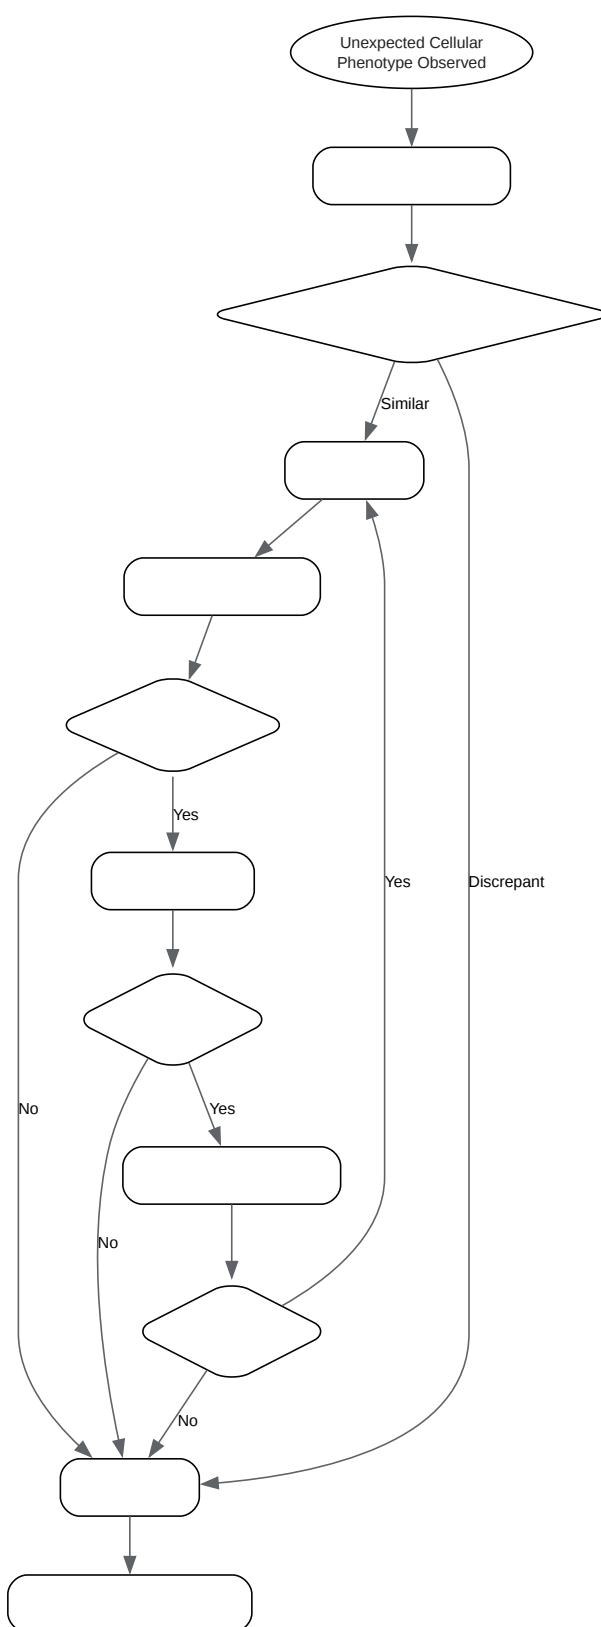 Unexpected Cellular
Phenotype Observed
Similar
Yes
Yes
Discrepant
No
Yes
No
No